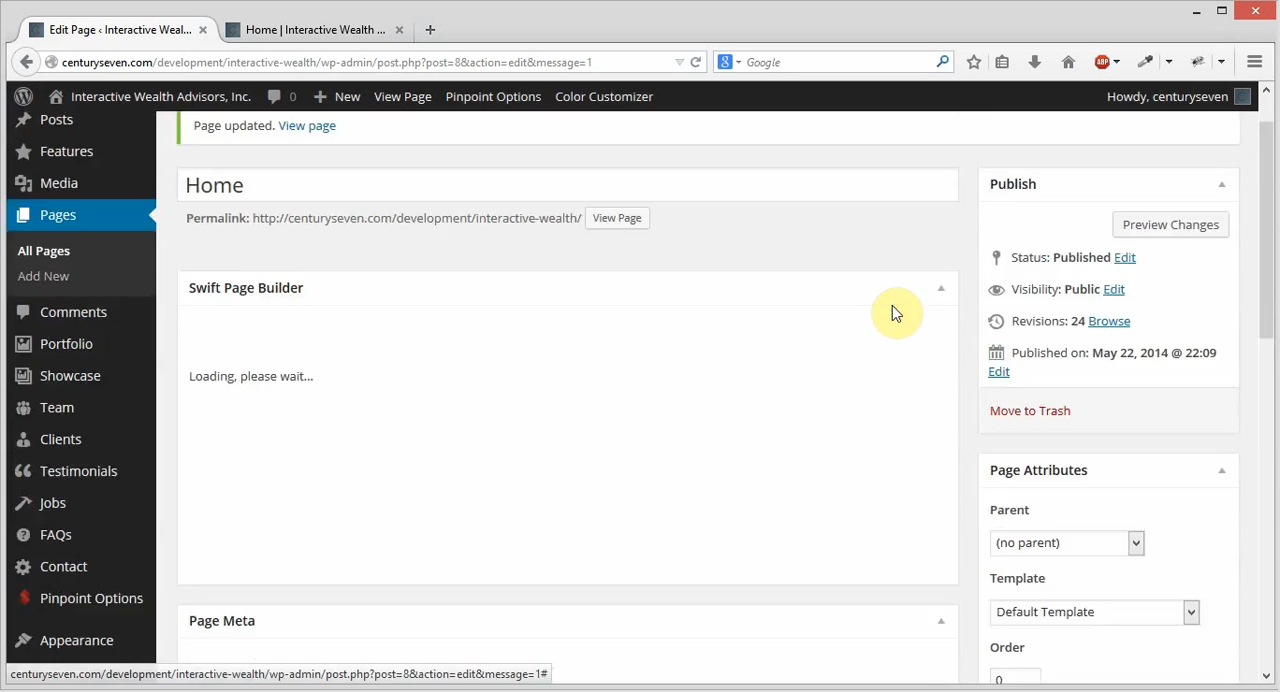 Edit Page ‹ Interactive Weal...
Home | Interactive Wealth ...
centuryseven.com/development/interactive-wealth/wp-admin/post.php?post=8&action=edit&message=1
Google
Interactive Wealth Advisors, Inc.
0
New
View Page
Pinpoint Options
Color Customizer
Howdy, centuryseven
Posts
Features
Media
Pages
All Pages
Add New
Comments
Portfolio
Showcase
Team
Clients
Testimonials
Jobs
FAQs
Contact
Pinpoint Options
Appearance
Page updated. View page
Home
Permalink: http://centuryseven.com/development/interactive-wealth/ View Page
Swift Page Builder
Loading, please wait...
Page Meta
Publish
Preview Changes
Status: Published Edit
Visibility: Public Edit
Revisions: 24 Browse
Published on: May 22, 2014 @ 22:09
Edit
Move to Trash
Page Attributes
Parent
(no parent)
Template
Default Template
Order
0
centuryseven.com/development/interactive-wealth/wp-admin/post.php?post=8&action=edit&message=1#